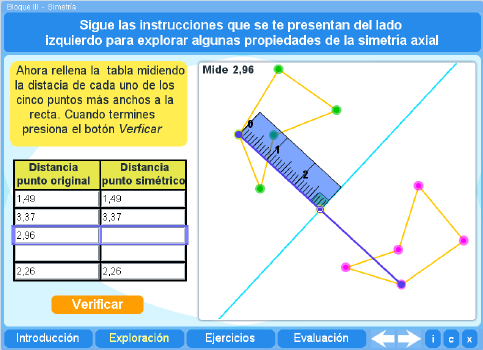 Bloque III - Simetría
Sigue las instrucciones que se te presentan del lado
izquierdo para explorar algunas propiedades de la simetría axial
Ahora rellena la tabla midiendo
la distacia de cada uno de los
cinco puntos más anchos a la
recta. Cuando termines
presiona el botón Verficar
Distancia
punto original
Distancia
punto simétrico
1,49 1,49
3,37 3,37
2,96
2,26 2,26
Verificar
Mide 2,96
0
1
2
Introducción Exploración Ejercicios Evaluación i c x